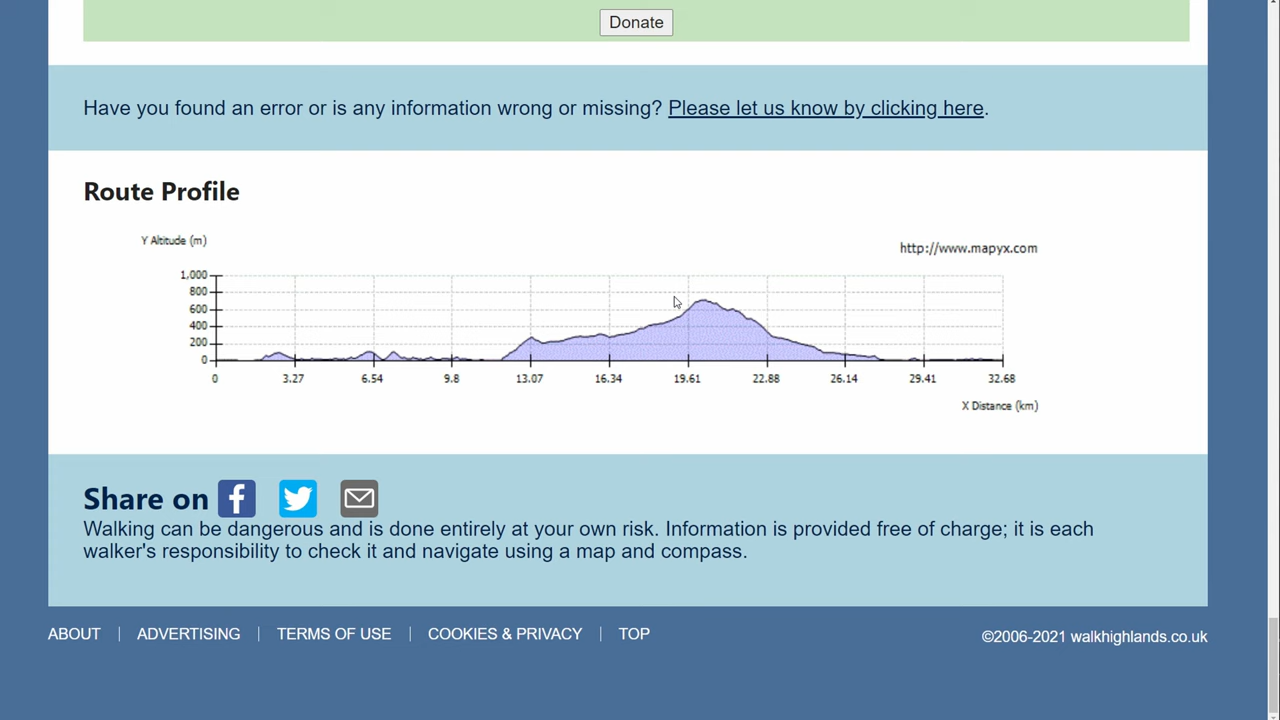 Donate
Have you found an error or is any information wrong or missing? Please let us know by clicking here.
Route Profile
Y Altitude (m)
http://www.mapyx.com
1,000
800
600
400
200
0
0 3.27 6.54 9.8 13.07 16.34 19.61 22.88 26.14 29.41 32.68
X Distance (km)
Share on
Walking can be dangerous and is done entirely at your own risk. Information is provided free of charge; it is each
walker's responsibility to check it and navigate using a map and compass.
ABOUT | ADVERTISING | TERMS OF USE | COOKIES & PRIVACY | TOP
©2006-2021 walkhighlands.co.uk